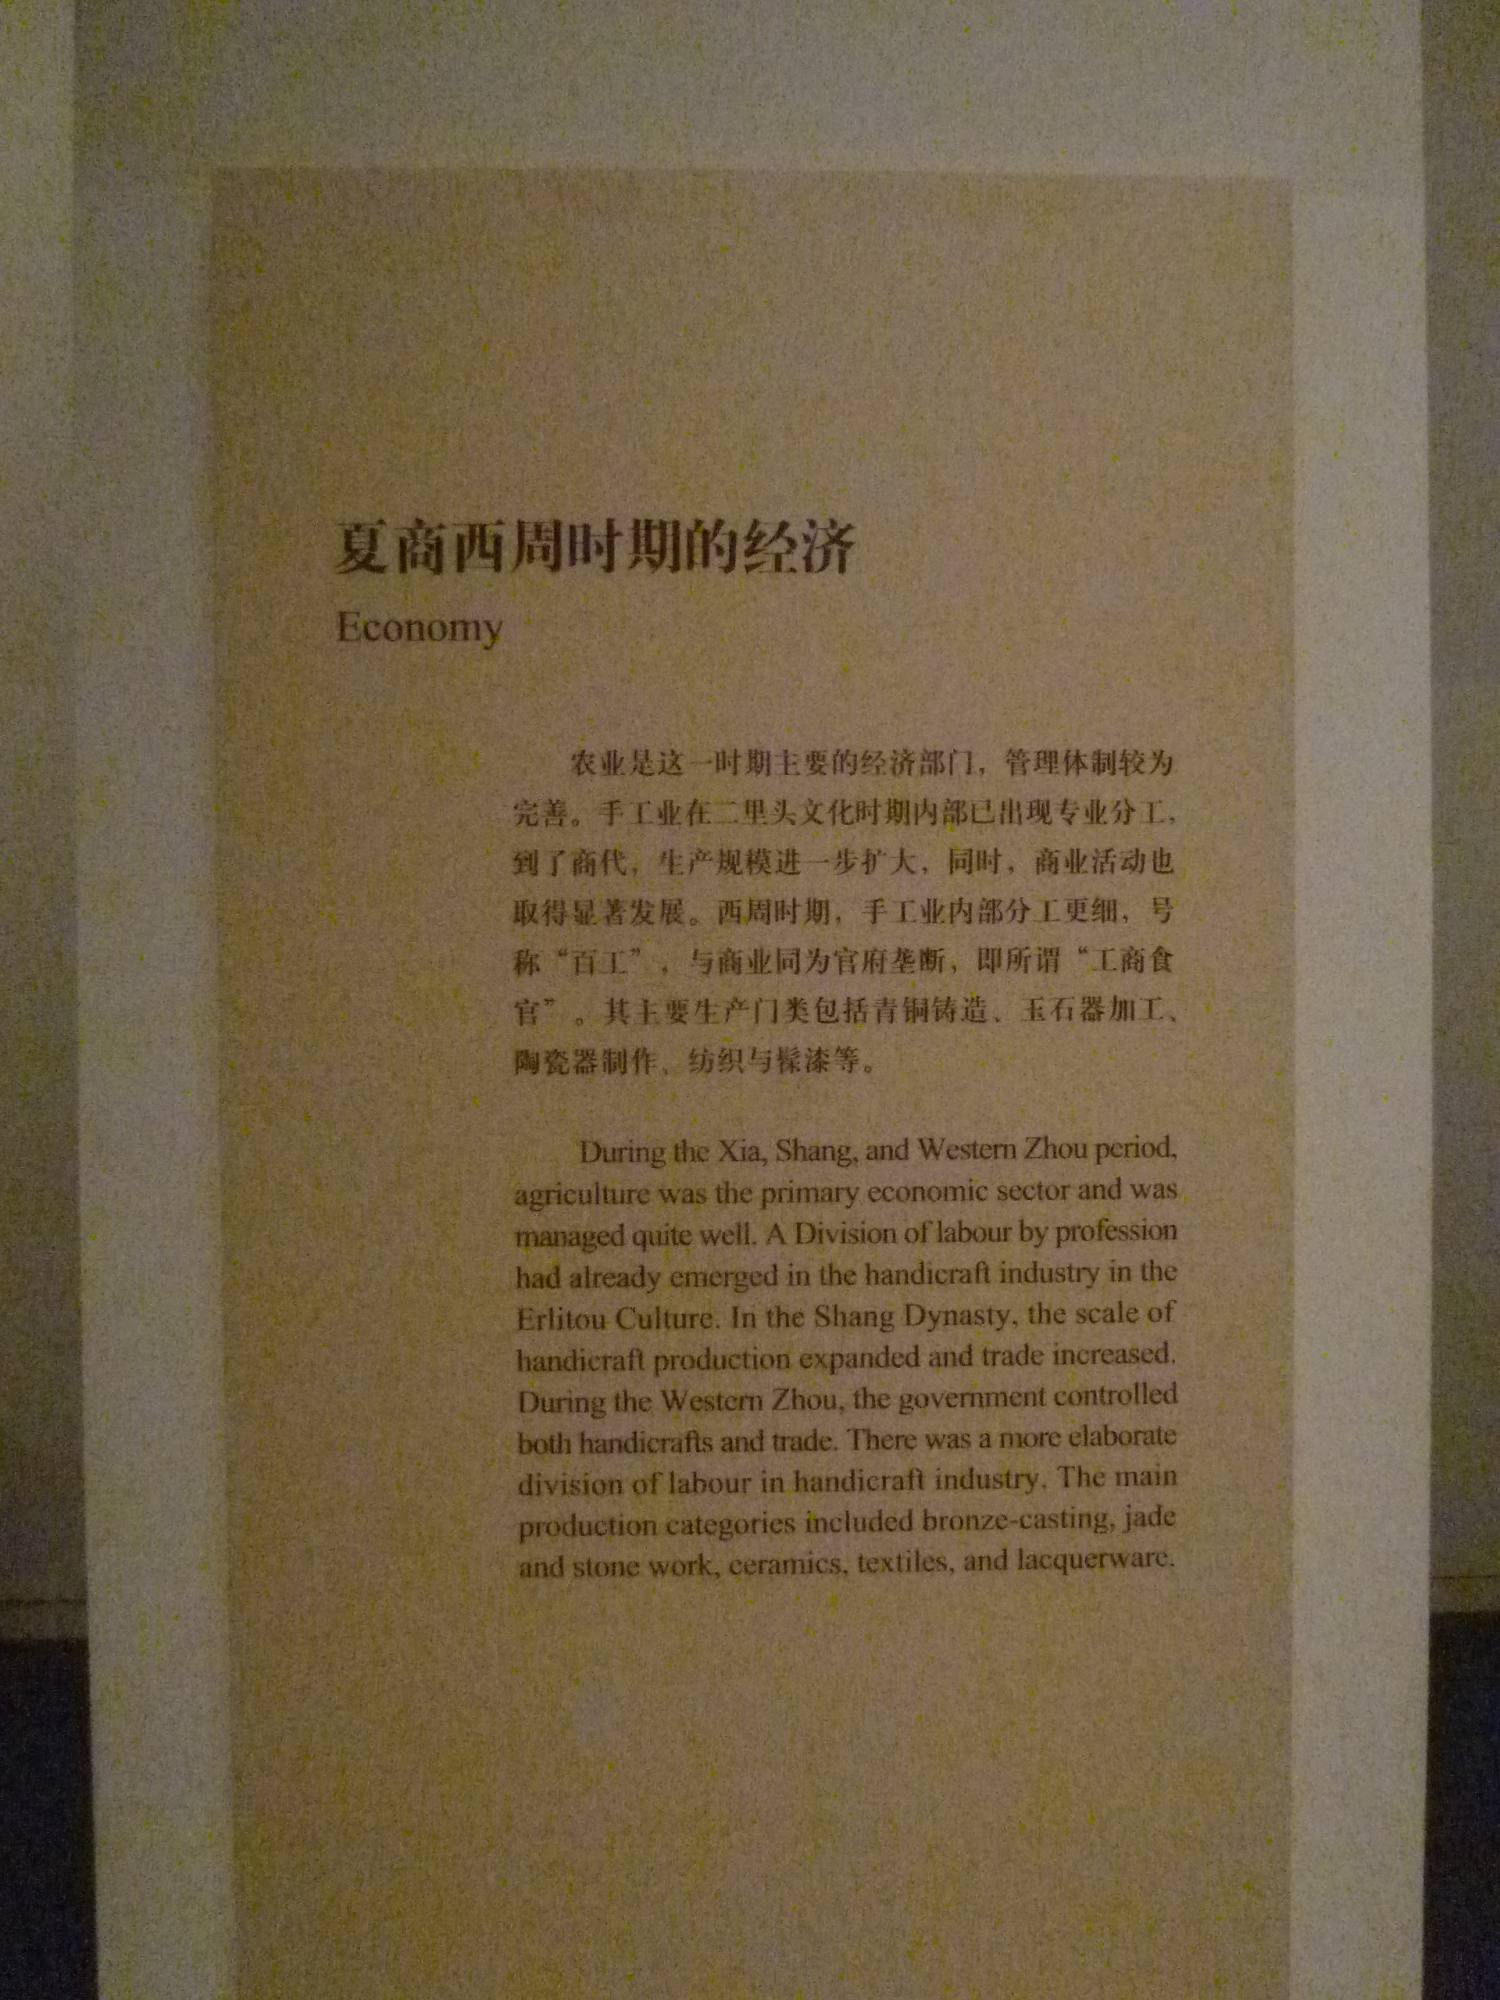 夏商西周时期的经济
Economy
农业是这一时期主要的经济部门，管理体制较为
完善。手工业在二里头文化时期内部已出现专业分工，
到了商代，生产规模进一步扩大，同时，商业活动也
取得显著发展。西周时期，手工业内部分工更细，号
称“百工”，与商业同为官府垄断，即所谓“工商食
官”。其主要生产门类包括青铜铸造、玉石器加工、
陶瓷器制作、纺织与髹漆等。
During the Xia, Shang, and Western Zhou period,
agriculture was the primary economic sector and was
managed quite well. A Division of labour by profession
had already emerged in the handicraft industry in the
Erlitou Culture. In the Shang Dynasty, the scale of
handicraft production expanded and trade increased.
During the Western Zhou, the government controlled
both handicrafts and trade. There was a more elaborate
division of labour in handicraft industry. The main
production categories included bronze-casting, jade
and stone work, ceramics, textiles, and lacquerware.